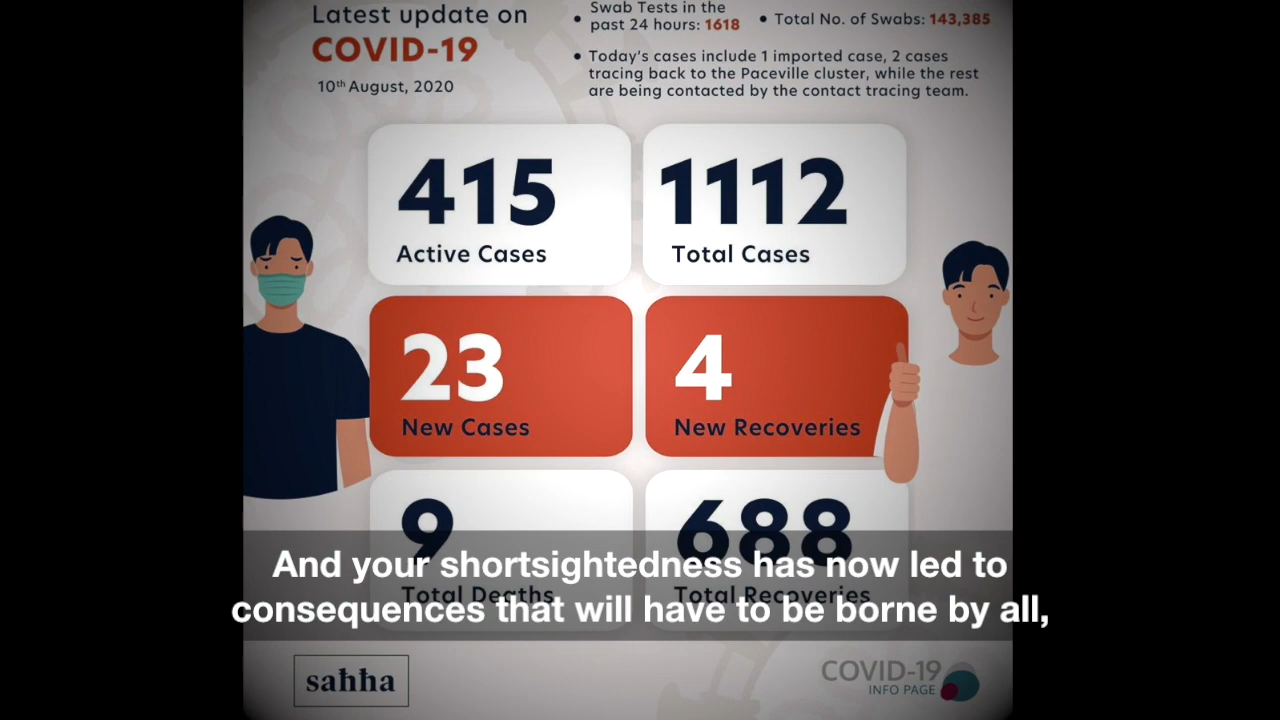 Latest update on
COVID-19
10th August, 2020
• Swab Tests in the
past 24 hours: 1618
• Total No. of Swabs: 143,385
• Today's cases include 1 imported case, 2 cases
tracing back to the Paceville cluster, while the rest
are being contacted by the contact tracing team.
415
Active Cases
1112
Total Cases
23
New Cases
4
New Recoveries
9
Total Deaths
688
Total Recoveries
And your shortsightedness has now led to
consequences that will have to be borne by all,
saħħa
COVID-19
INFO PAGE